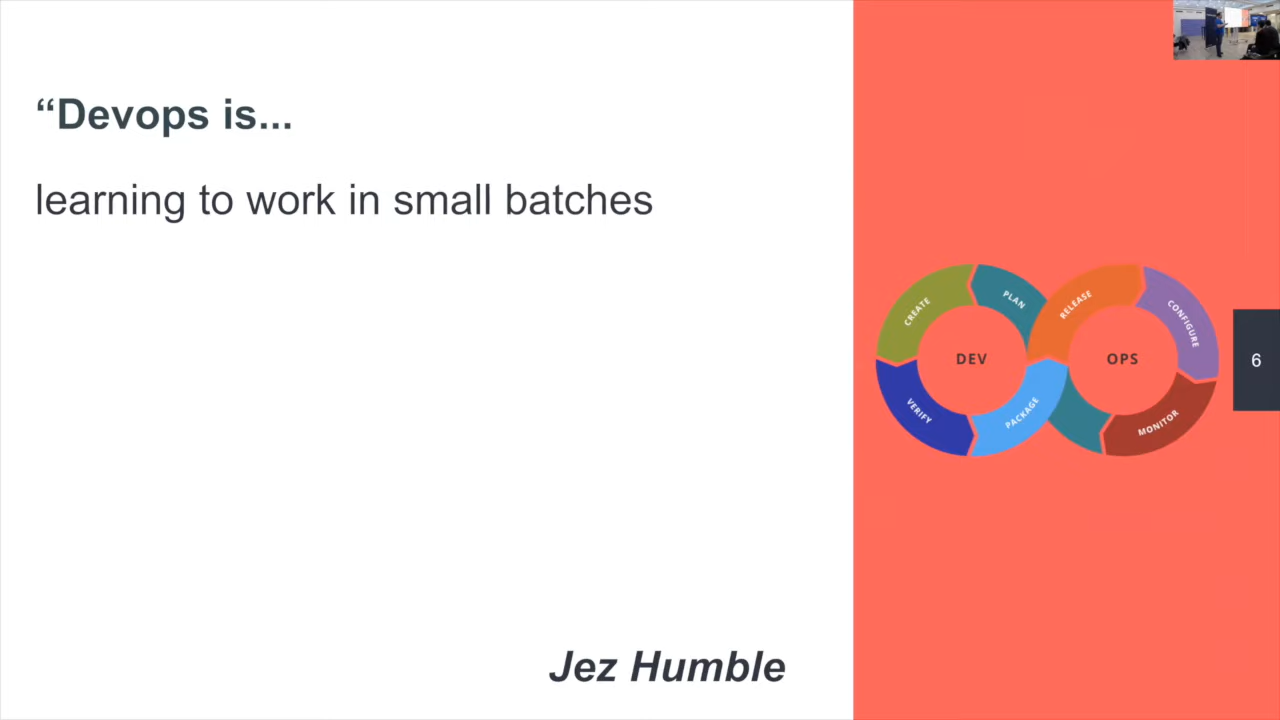 “Devops is...
learning to work in small batches
Jez Humble
CREATE
PLAN
RELEASE
CONFIGURE
DEV
OPS
VERIFY
PACKAGE
MONITOR
6